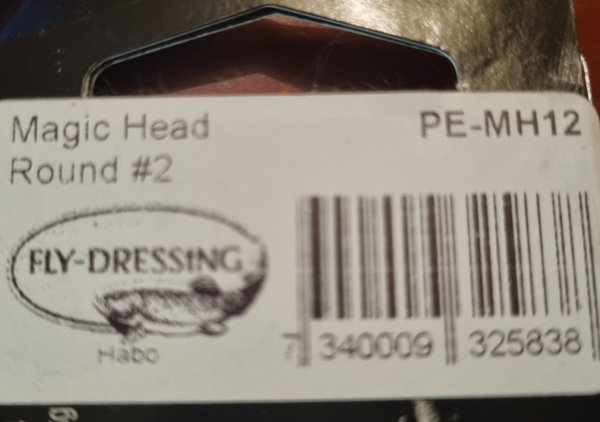 Magic Head
Round #2
PE-MH12
FLY-DRESSING
Habo
7 340009 325838